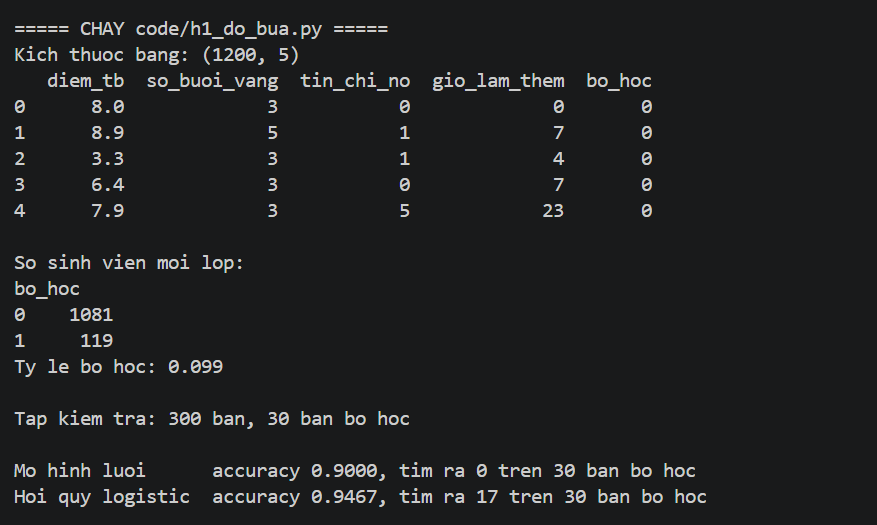 ===== CHAY code/h1_do_bua.py =====
Kich thuoc bang: (1200, 5)
   diem_tb  so_buoi_vang  tin_chi_no  gio_lam_them  bo_hoc
0      8.0             3           0             0       0
1      8.9             5           1             7       0
2      3.3             3           1             4       0
3      6.4             3           0             7       0
4      7.9             3           5            23       0
So sinh vien moi lop:
bo_hoc
0    1081
1     119
Ty le bo hoc: 0.099
Tap kiem tra: 300 ban, 30 ban bo hoc
Mo hinh luoi      accuracy 0.9000, tim ra 0 tren 30 ban bo hoc
Hoi quy logistic  accuracy 0.9467, tim ra 17 tren 30 ban bo hoc